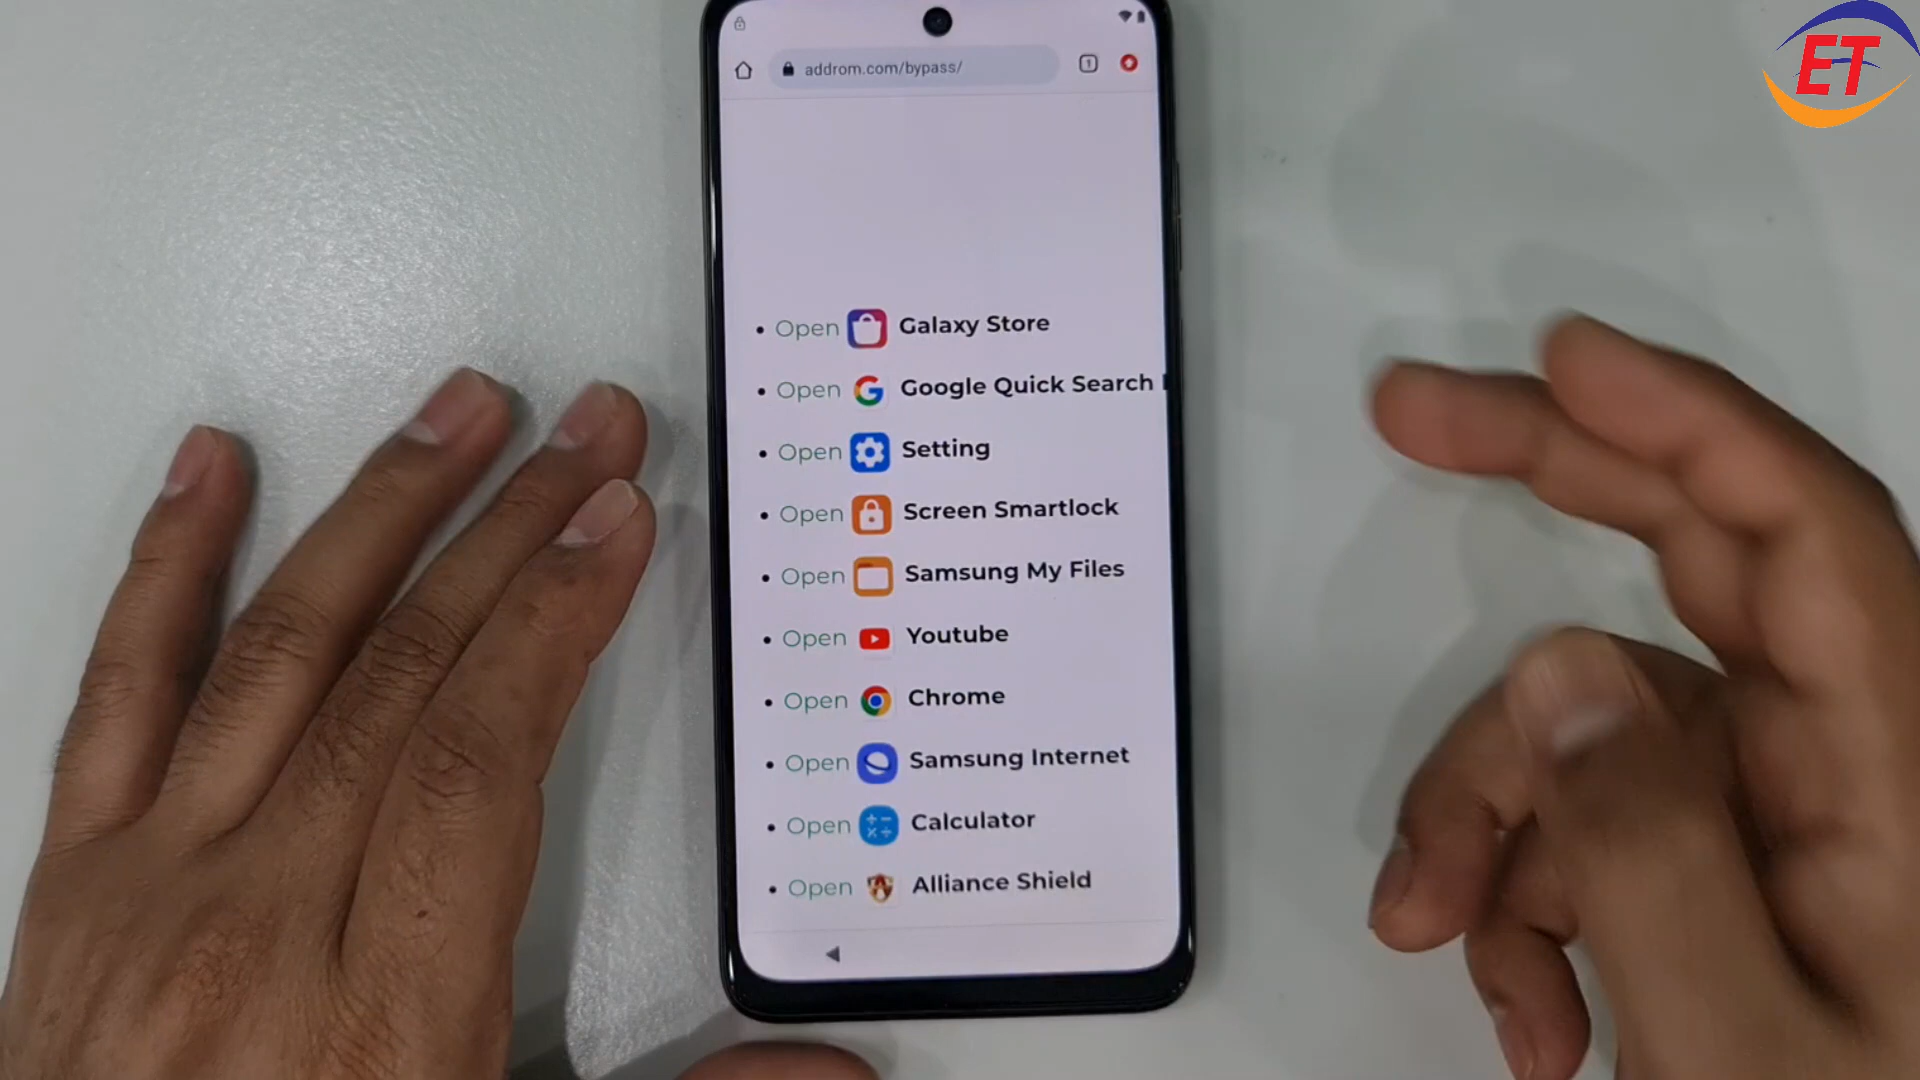 ET
1
addrom.com/bypass/
Open Galaxy Store
Open Google Quick Search
Open Setting
Open Screen Smartlock
Open Samsung My Files
Open Youtube
Open Chrome
Open Samsung Internet
Open Calculator
Open Alliance Shield